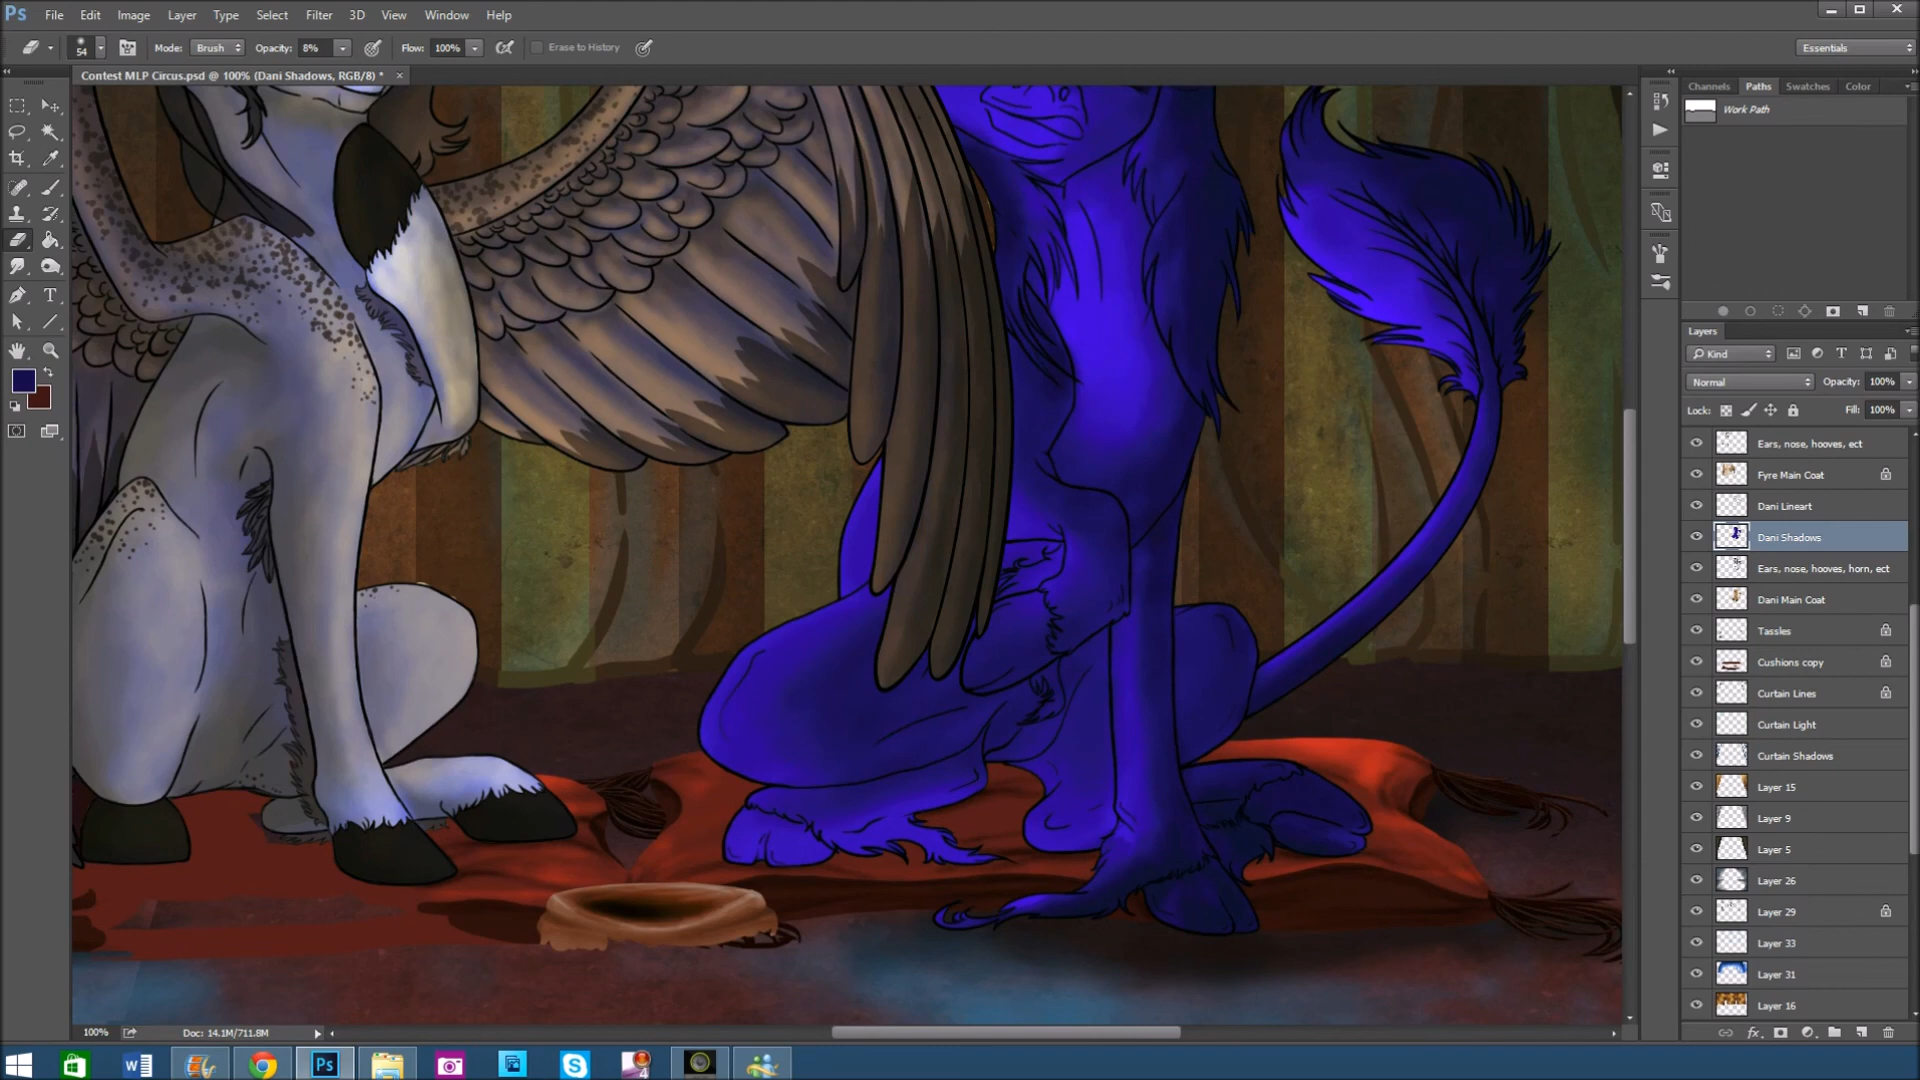 Ps File Edit Image Layer Type Select Filter 3D View Window Help
54 Mode: Brush Opacity: 8% Flow: 100% Erase to History Essentials
Contest MLP Circus.psd @ 100% (Dani Shadows, RGB/8) * ×
Channels Paths Swatches Color
Work Path
Layers
Kind
Normal Opacity: 100%
Lock: Fill: 100%
Ears, nose, hooves, ect
Fyre Main Coat
Dani Lineart
Dani Shadows
Ears, nose, hooves, horn, ect
Dani Main Coat
Tassles
Cushions copy
Curtain Lines
Curtain Light
Curtain Shadows
Layer 15
Layer 9
Layer 5
Layer 26
Layer 29
Layer 33
Layer 31
Layer 16
100% Doc: 14.1M/711.8M
Ps